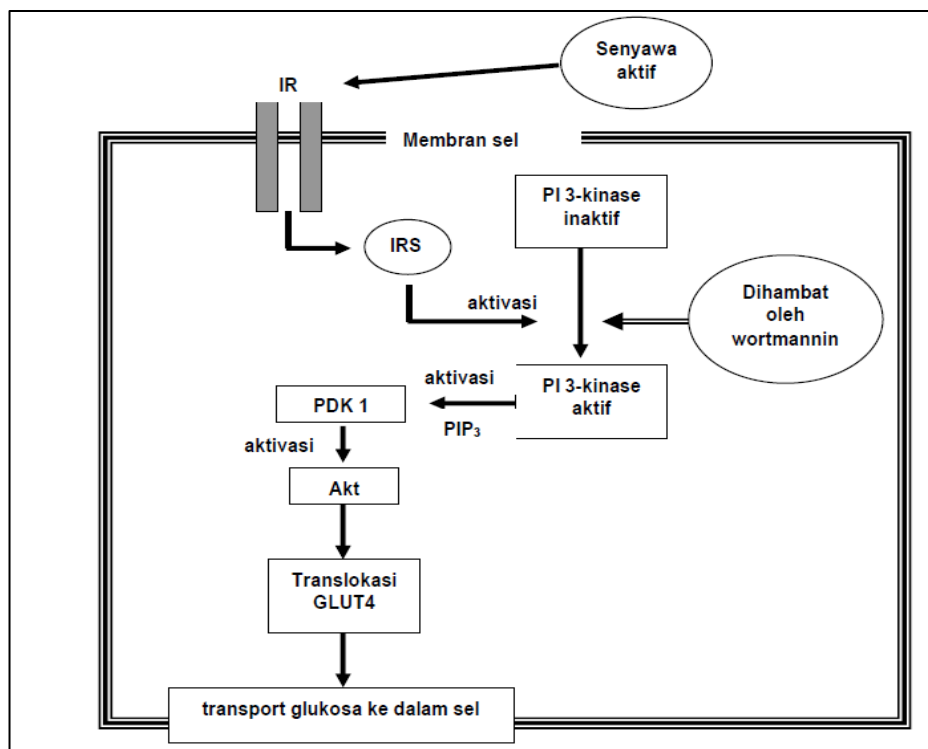 Senyawa
aktif
IR
Membran sel
PI 3-kinase
inaktif
IRS
aktivasi
Dihambat
oleh
wortmannin
aktivasi
PI 3-kinase
aktif
PDK 1
PIP₃
aktivasi
Akt
Translokasi
GLUT4
transport glukosa ke dalam sel